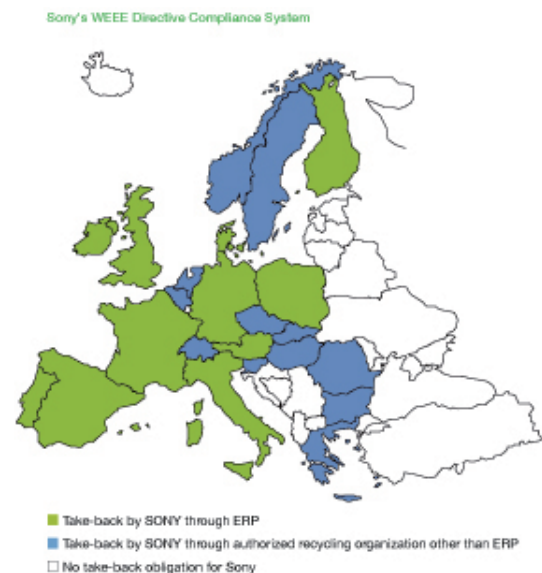 Sony's WEEE Directive Compliance System
Take-back by SONY through ERP
Take-back by SONY through authorized recycling organization other than ERP
No take-back obligation for Sony